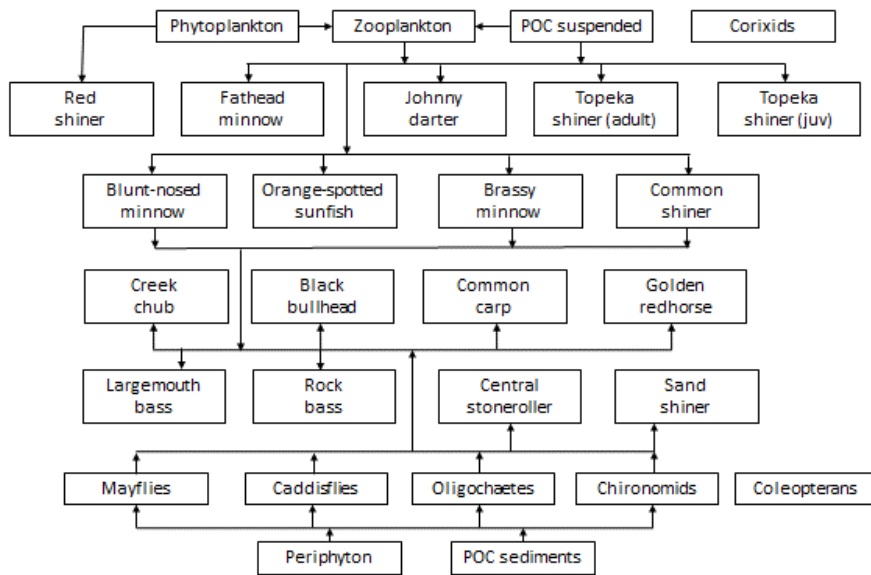 Phytoplankton
Zooplankton
POC suspended
Corixids
Red
shiner
Fathead
minnow
Johnny
darter
Topeka
shiner (adult)
Topeka
shiner (juv)
Blunt-nosed
minnow
Orange-spotted
sunfish
Brassy
minnow
Common
shiner
Creek
chub
Black
bullhead
Common
carp
Golden
redhorse
Largemouth
bass
Rock
bass
Central
stoneroller
Sand
shiner
Mayflies
Caddisflies
Oligochaetes
Chironomids
Coleopterans
Periphyton
POC sediments